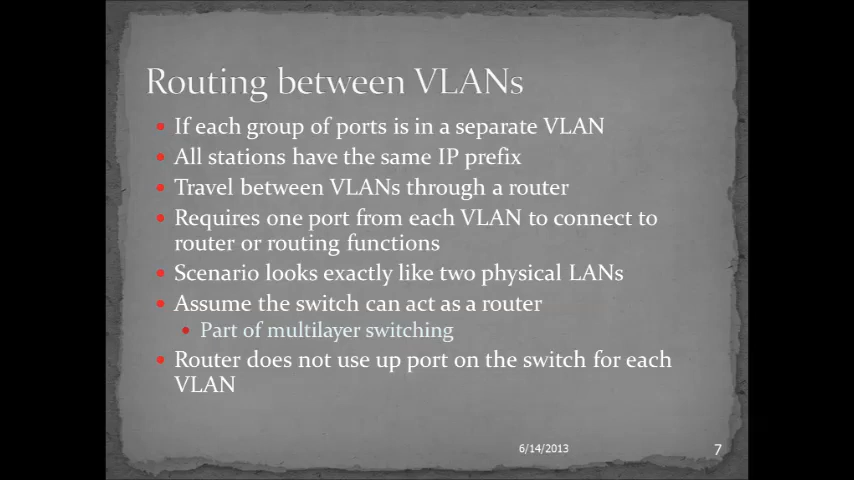 Routing between VLANs
If each group of ports is in a separate VLAN
All stations have the same IP prefix
Travel between VLANs through a router
Requires one port from each VLAN to connect to
router or routing functions
Scenario looks exactly like two physical LANs
Assume the switch can act as a router
Part of multilayer switching
Router does not use up port on the switch for each
VLAN
6/14/2013
7